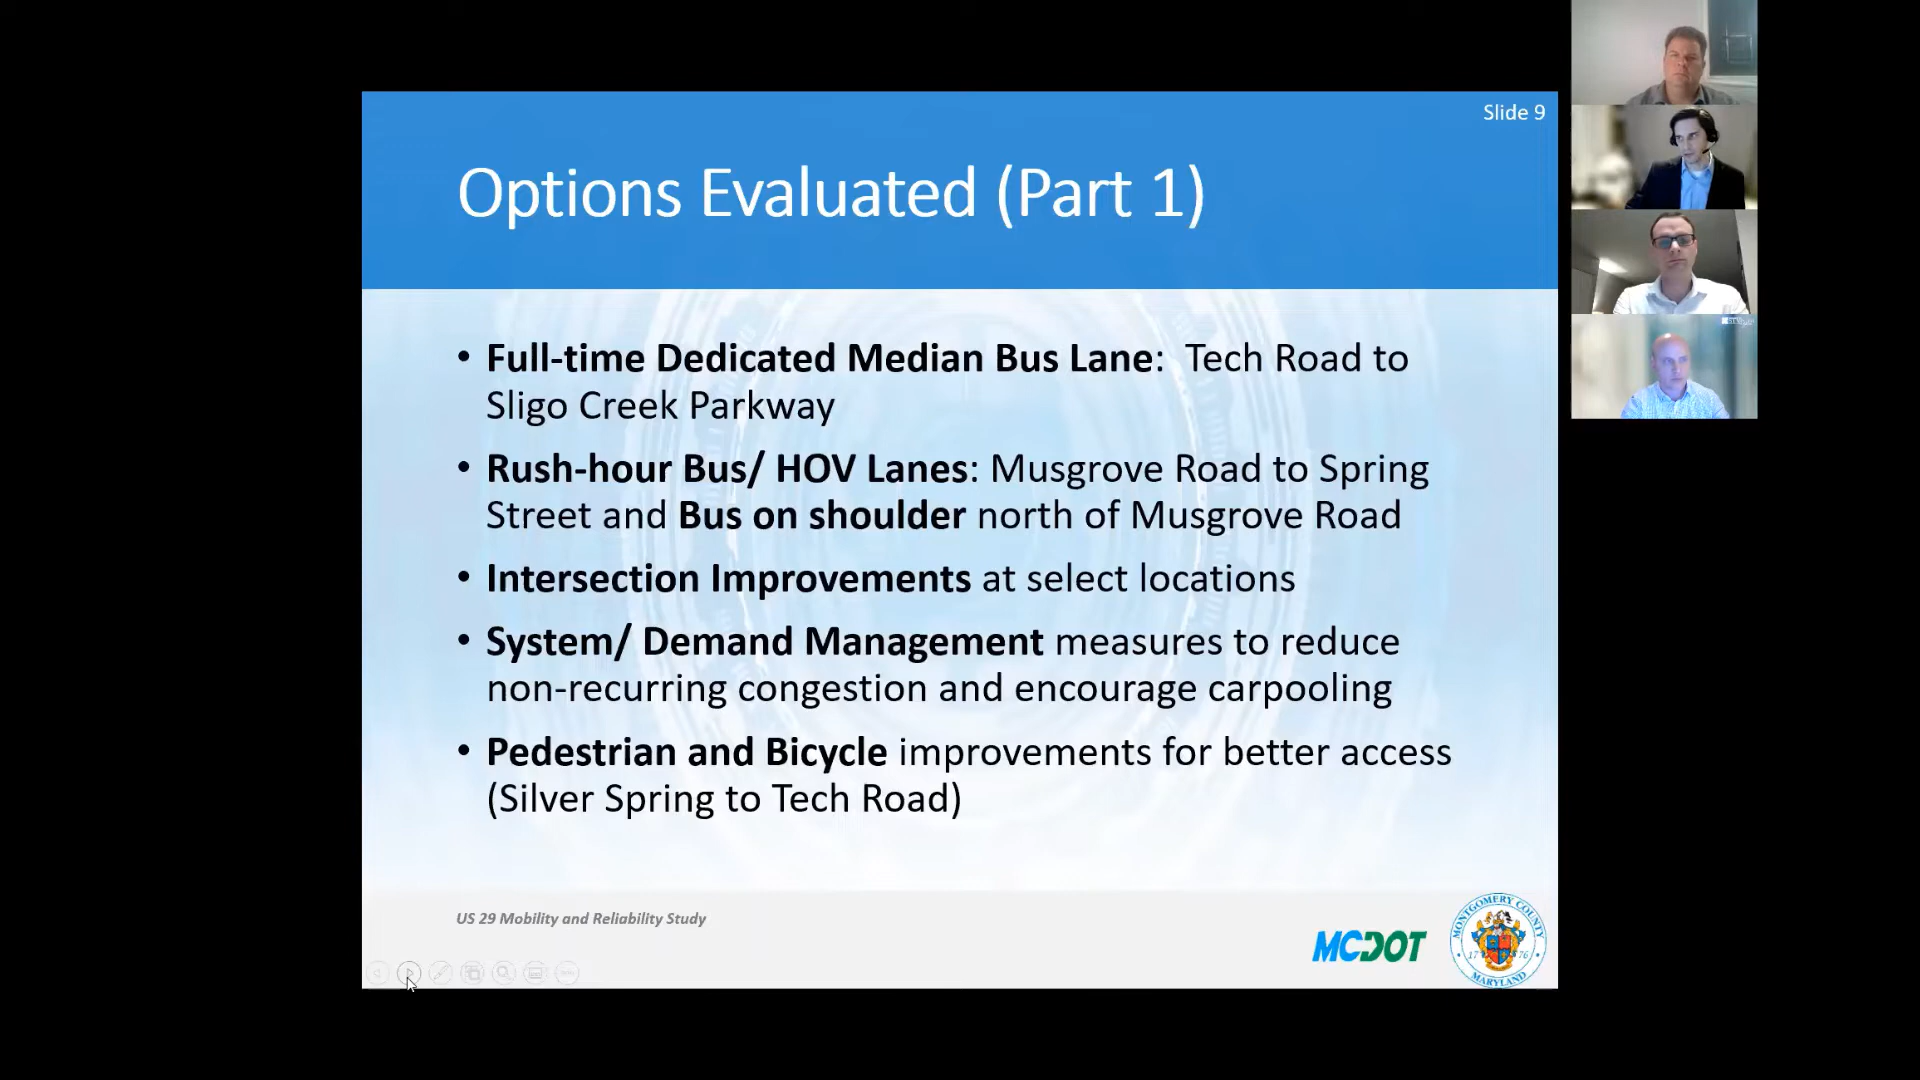 Slide 9
Options Evaluated (Part 1)
• Full-time Dedicated Median Bus Lane:  Tech Road to
Sligo Creek Parkway
• Rush-hour Bus/ HOV Lanes: Musgrove Road to Spring
Street and Bus on shoulder north of Musgrove Road
• Intersection Improvements at select locations
• System/ Demand Management measures to reduce
non-recurring congestion and encourage carpooling
• Pedestrian and Bicycle improvements for better access
(Silver Spring to Tech Road)
US 29 Mobility and Reliability Study
MCDOT
MONTGOMERY COUNTY
17 76
MARYLAND